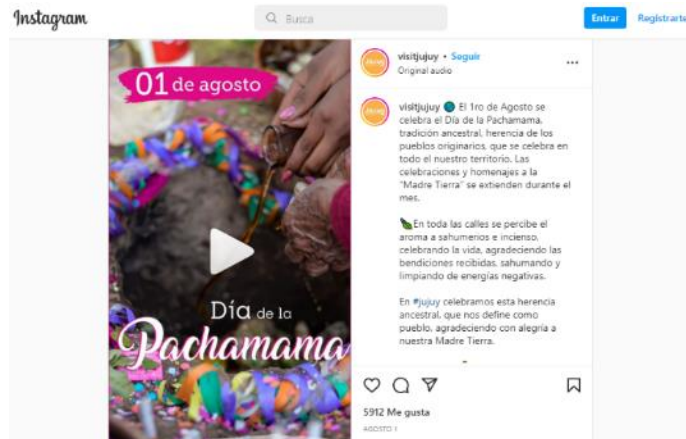 Instagram
Busca
Entrar
Registrarte
01 de agosto
Día de la
Pachamama
visitjujuy • Seguir
Original audio
visitjujuy El 1ro de Agosto se
celebra el Día de la Pachamama,
tradición ancestral, herencia de los
pueblos originarios, que se celebra en
todo el nuestro territorio. Las
celebraciones y homenajes a la
"Madre Tierra" se extienden durante el
mes.
En toda las calles se percibe el
aroma a sahumerios e incienso,
celebrando la vida, agradeciendo las
bendiciones recibidas, sahumando y
limpiando de energías negativas.
En #jujuy celebramos esta herencia
ancestral, que nos define como
pueblo, agradeciendo con alegría a
nuestra Madre Tierra.
5912 Me gusta
AGOSTO 1